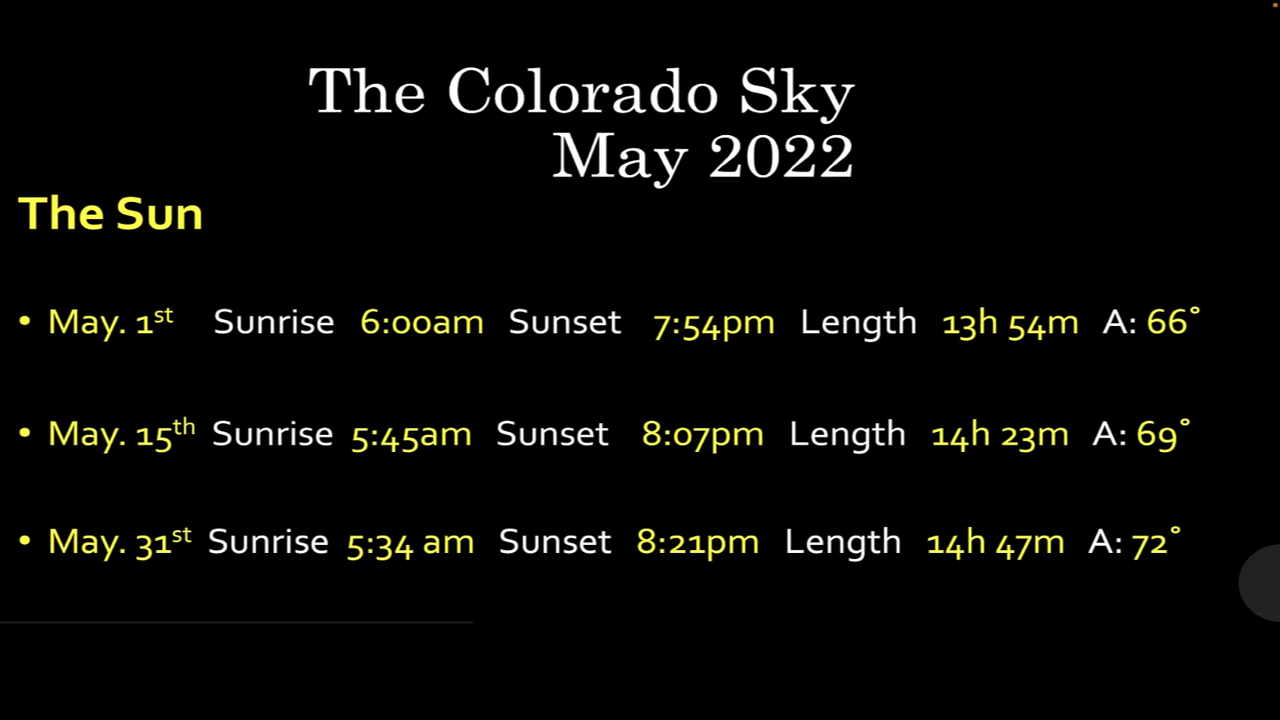 The Colorado Sky
May 2022
The Sun
• May. 1st Sunrise 6:00am Sunset 7:54pm Length 13h 54m A: 66°
• May. 15th Sunrise 5:45am Sunset 8:07pm Length 14h 23m A: 69°
• May. 31st Sunrise 5:34 am Sunset 8:21pm Length 14h 47m A: 72°